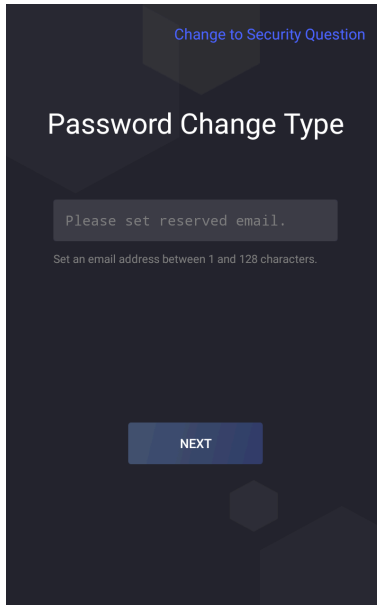 Change to Security Question
Password Change Type
Please set reserved email.
Set an email address between 1 and 128 characters.
NEXT